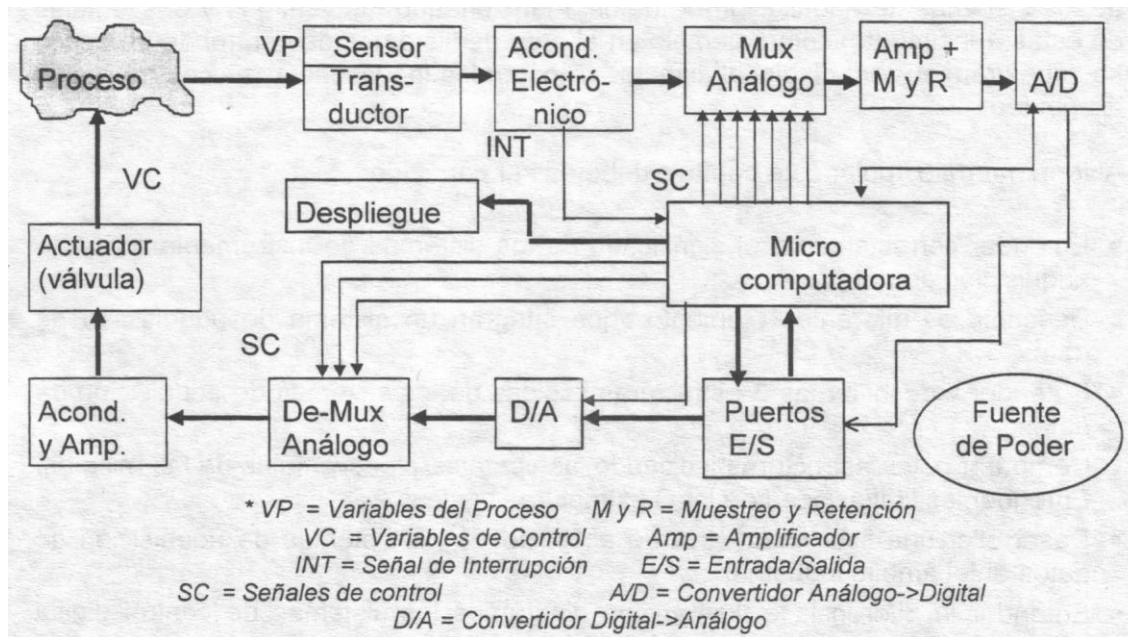 Proceso
VP
Sensor
Trans-
ductor
Acond.
Electró-
nico
INT
Mux
Análogo
Amp +
M y R
A/D
VC
SC
Despliegue
Micro
computadora
Actuador
(válvula)
SC
Acond.
y Amp.
De-Mux
Análogo
D/A
Puertos
E/S
Fuente
de Poder
* VP = Variables del Proceso M y R = Muestreo y Retención
VC = Variables de Control Amp = Amplificador
INT = Señal de Interrupción E/S = Entrada/Salida
SC = Señales de control A/D = Convertidor Análogo->Digital
D/A = Convertidor Digital->Análogo